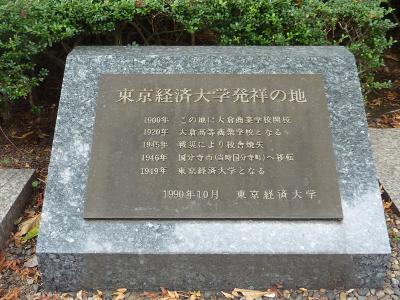 東京経済大学発祥の地
1900年 この地に大倉商業学校開校
1920年 大倉高等商業学校となる
1945年 戦災により校舎焼失
1946年 国分寺市(当時国分寺町)へ移転
1949年 東京経済大学となる
1990年10月 東京経済大学